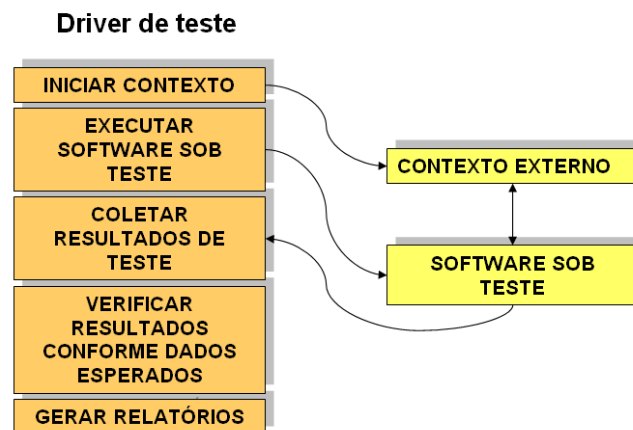 Driver de teste
INICIAR CONTEXTO
EXECUTAR
SOFTWARE SOB
TESTE
COLETAR
RESULTADOS DE
TESTE
VERIFICAR
RESULTADOS
CONFORME DADOS
ESPERADOS
GERAR RELATÓRIOS
CONTEXTO EXTERNO
SOFTWARE SOB
TESTE